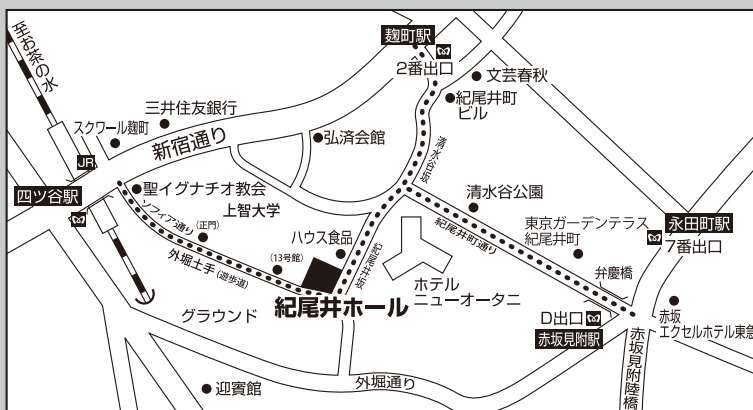 至お茶の水
麹町駅
2番出口
文芸春秋
紀尾井町
ビル
三井住友銀行
スクワール麹町
新宿通り
弘済会館
清水谷坂
JR
四ツ谷駅
聖イグナチオ教会
上智大学
ソフィア通り
(正門)
外堀土手(遊歩道)
(13号館)
ハウス食品
紀尾井坂
紀尾井ホール
グラウンド
清水谷公園
紀尾井町通り
東京ガーデンテラス
紀尾井町
永田町駅
7番出口
弁慶橋
ホテル
ニューオータニ
D出口
赤坂見附駅
赤坂
エクセルホテル東急
赤坂見附陸橋
外堀通り
迎賓館